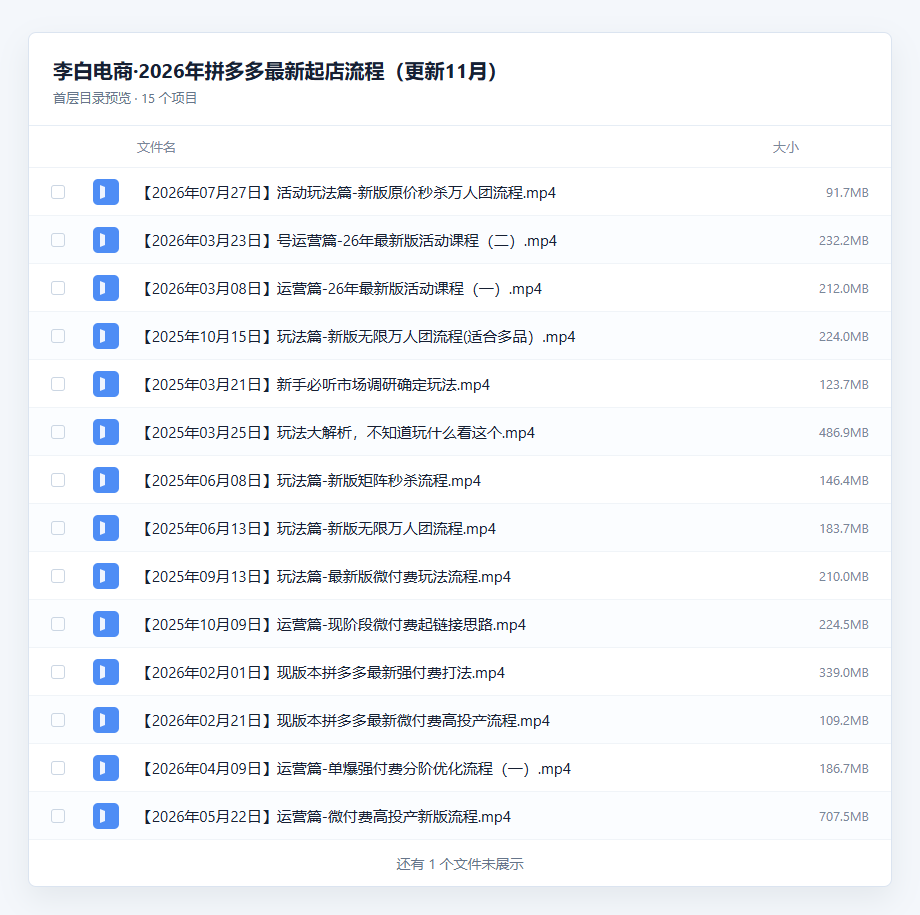 李白电商·2026年拼多多最新起店流程（更新11月）
首层目录预览 · 15 个项目
文件名 大小
【2026年07月27日】活动玩法篇-新版原价秒杀万人团流程.mp4 91.7MB
【2026年03月23日】号运营篇-26年最新版活动课程（二）.mp4 232.2MB
【2026年03月08日】运营篇-26年最新版活动课程（一）.mp4 212.0MB
【2025年10月15日】玩法篇-新版无限万人团流程(适合多品）.mp4 224.0MB
【2025年03月21日】新手必听市场调研确定玩法.mp4 123.7MB
【2025年03月25日】玩法大解析，不知道玩什么看这个.mp4 486.9MB
【2025年06月08日】玩法篇-新版矩阵秒杀流程.mp4 146.4MB
【2025年06月13日】玩法篇-新版无限万人团流程.mp4 183.7MB
【2025年09月13日】玩法篇-最新版微付费玩法流程.mp4 210.0MB
【2025年10月09日】运营篇-现阶段微付费起链接思路.mp4 224.5MB
【2026年02月01日】现版本拼多多最新强付费打法.mp4 339.0MB
【2026年02月21日】现版本拼多多最新微付费高投产流程.mp4 109.2MB
【2026年04月09日】运营篇-单爆强付费分阶优化流程（一）.mp4 186.7MB
【2026年05月22日】运营篇-微付费高投产新版流程.mp4 707.5MB
还有 1 个文件未展示